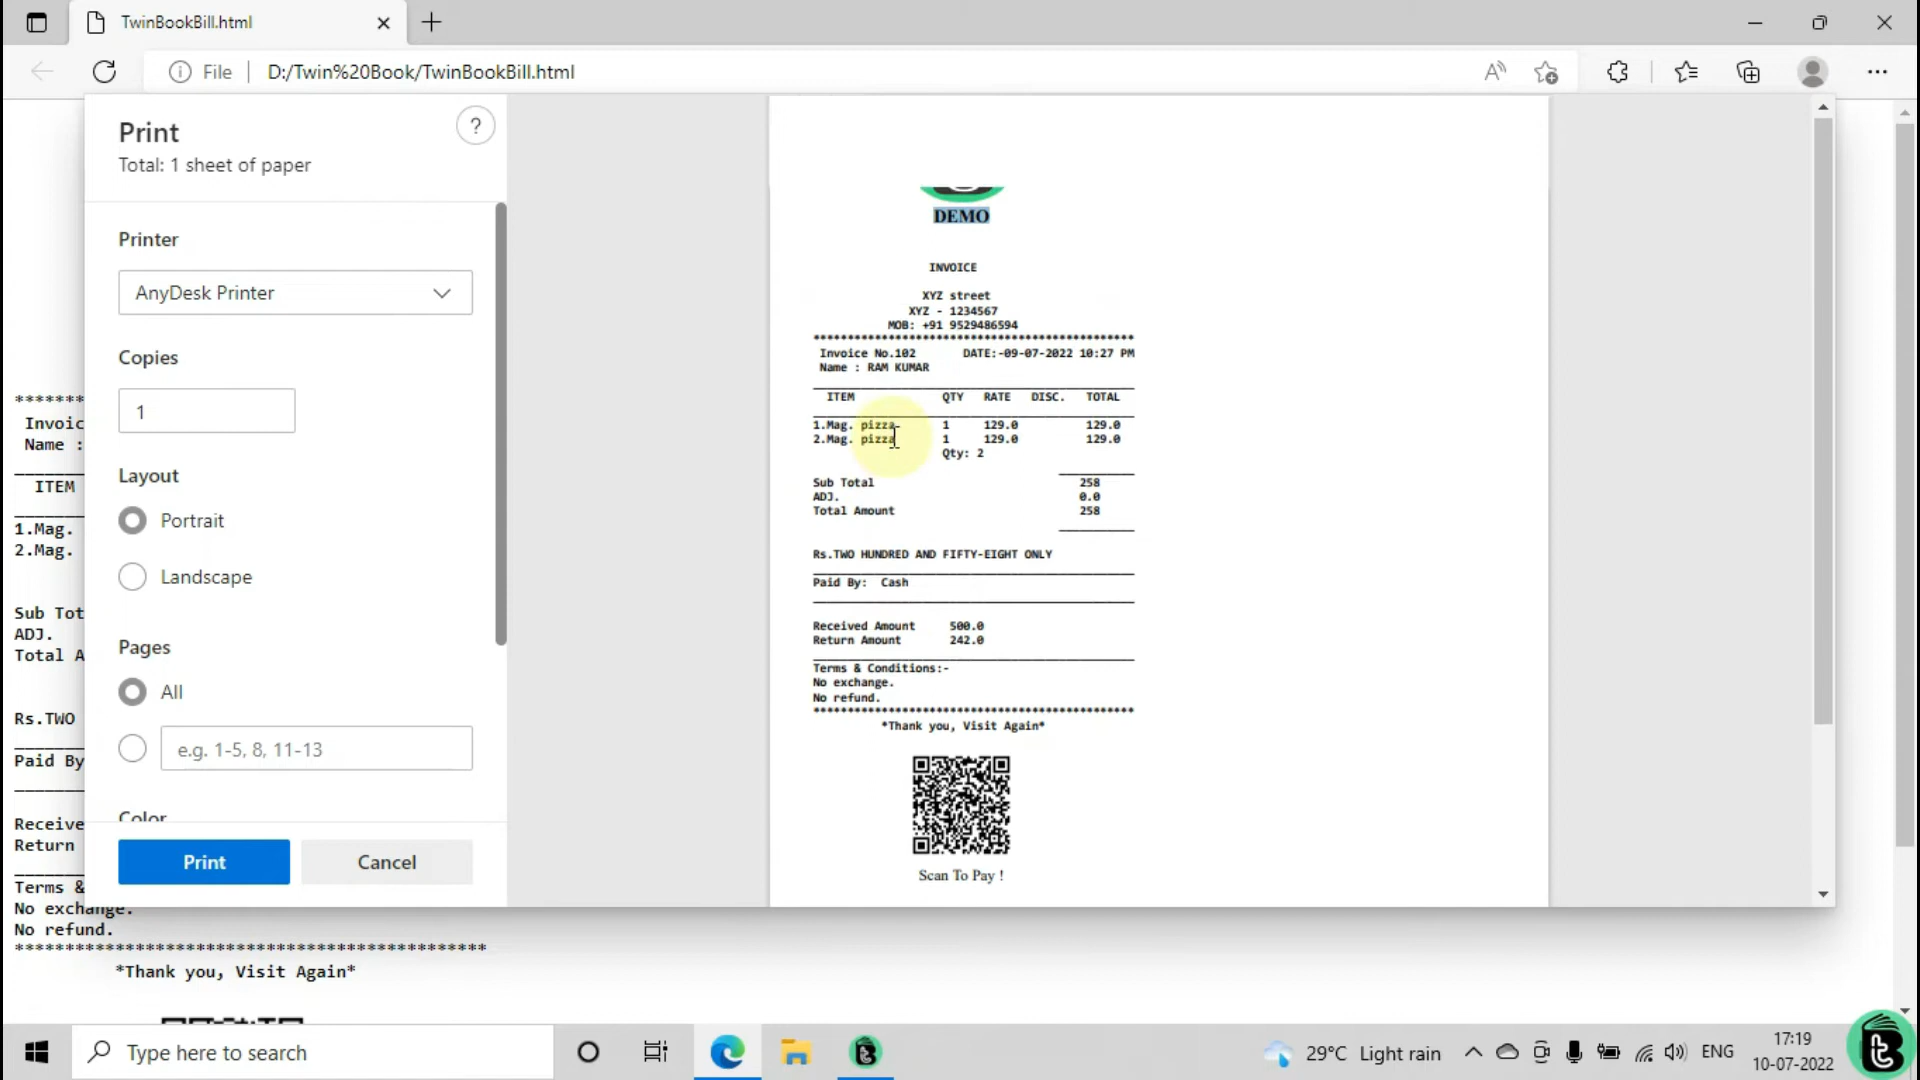 TwinBookBill.html
File
D:/Twin%20Book/TwinBookBill.html
Print
Total: 1 sheet of paper
?
Printer
AnyDesk Printer
Copies
1
Layout
Portrait
Landscape
Pages
All
e.g. 1-5, 8, 11-13
Color
Print
Cancel
DEMO
INVOICE
XYZ street
XYZ - 1234567
MOB: +91 9529486594
***********************************************
Invoice No.102 DATE:-09-07-2022 10:27 PM
Name : RAM KUMAR
ITEM QTY RATE DISC. TOTAL
1.Mag. pizza- 1 129.0 129.0
2.Mag. pizza 1 129.0 129.0
Qty: 2
Sub Total 258
ADJ. 0.0
Total Amount 258
Rs.TWO HUNDRED AND FIFTY-EIGHT ONLY
Paid By: Cash
Received Amount 500.0
Return Amount 242.0
Terms & Conditions:-
No exchange.
No refund.
***********************************************
*Thank you, Visit Again*
Scan To Pay !
*******
Invoic
Name :
ITEM
1.Mag.
2.Mag.
Sub Tot
ADJ.
Total A
Rs.TWO
Paid By
Receive
Return
Terms &
No exchange.
No refund.
***********************************************
*Thank you, Visit Again*
Type here to search
29°C Light rain
ENG
17:19
10-07-2022